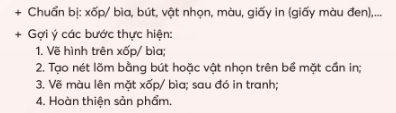 + Chuẩn bị: xốp/ bìa, bút, vật nhọn, màu, giấy in (giấy màu đen),...
+ Gợi ý các bước thực hiện:
1. Vẽ hình trên xốp/ bìa;
2. Tạo nét lõm bằng bút hoặc vật nhọn trên bề mặt cần in;
3. Vẽ màu lên mặt xốp/ bìa; sau đó in tranh;
4. Hoàn thiện sản phẩm.